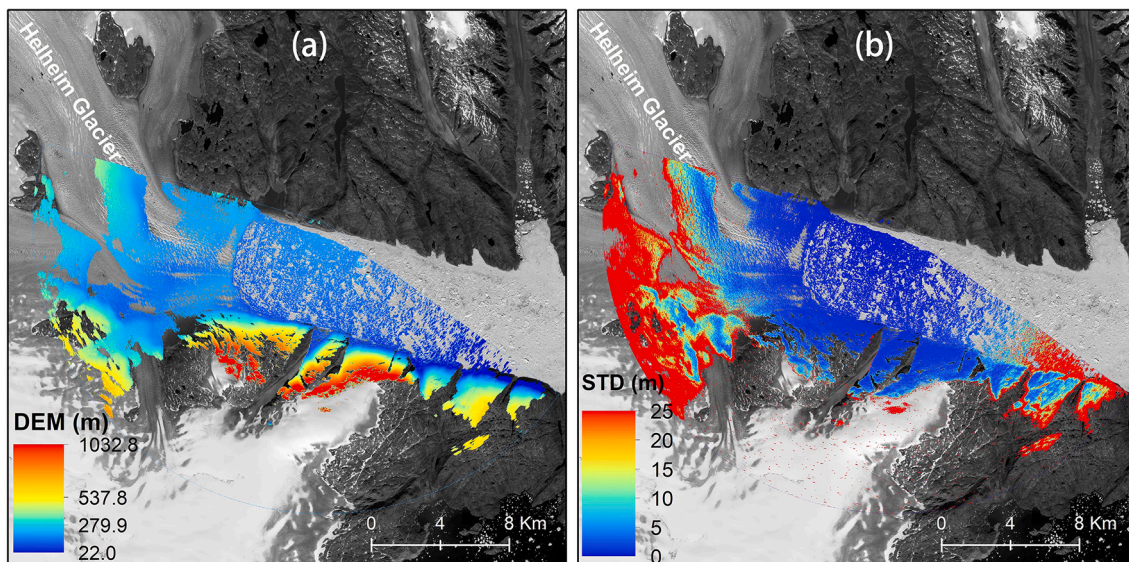 (a)
Helheim Glacier
DEM (m)
1032.8
537.8
279.9
22.0
0 4 8 Km
(b)
Helheim Glacier
STD (m)
25
20
15
10
5
0
0 4 8 Km